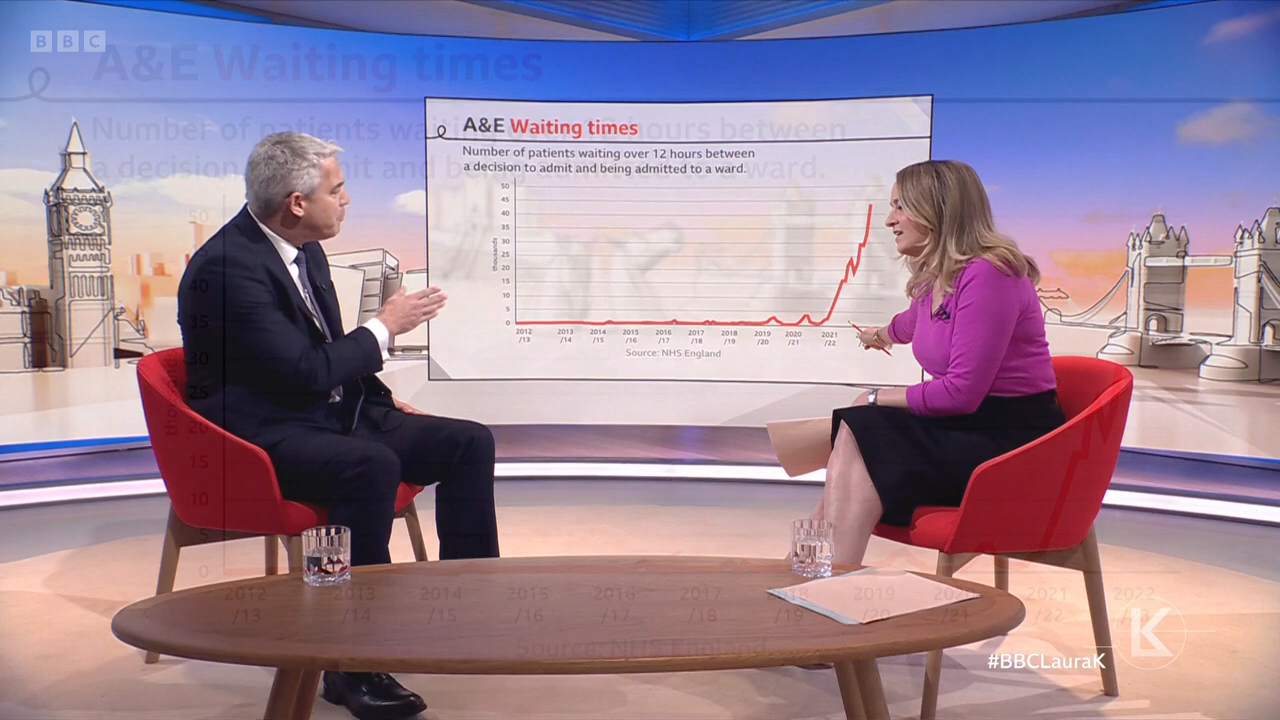 BBC
A&E Waiting times
Number of patients waiting over 12 hours between
a decision to admit and being admitted to a ward.
50
45
40
35
30
25
20
15
10
5
0
thousands
2012 2013 2014 2015 2016 2017 2018 2019 2020 2021
/13 /14 /15 /16 /17 /18 /19 /20 /21 /22
Source: NHS England
LK
#BBCLauraK